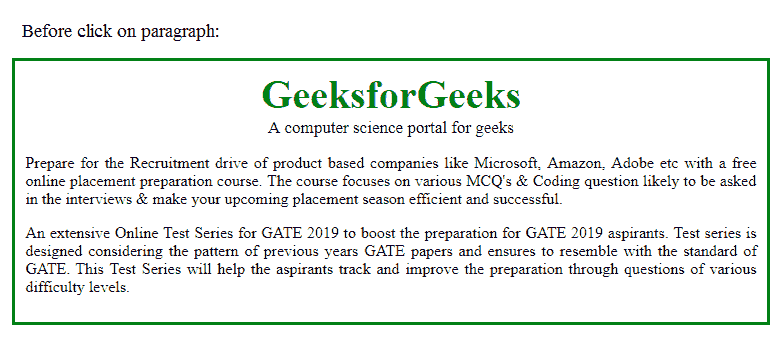 Before click on paragraph:
GeeksforGeeks
A computer science portal for geeks
Prepare for the Recruitment drive of product based companies like Microsoft, Amazon, Adobe etc with a free
online placement preparation course. The course focuses on various MCQ's & Coding question likely to be asked
in the interviews & make your upcoming placement season efficient and successful.
An extensive Online Test Series for GATE 2019 to boost the preparation for GATE 2019 aspirants. Test series is
designed considering the pattern of previous years GATE papers and ensures to resemble with the standard of
GATE. This Test Series will help the aspirants track and improve the preparation through questions of various
difficulty levels.